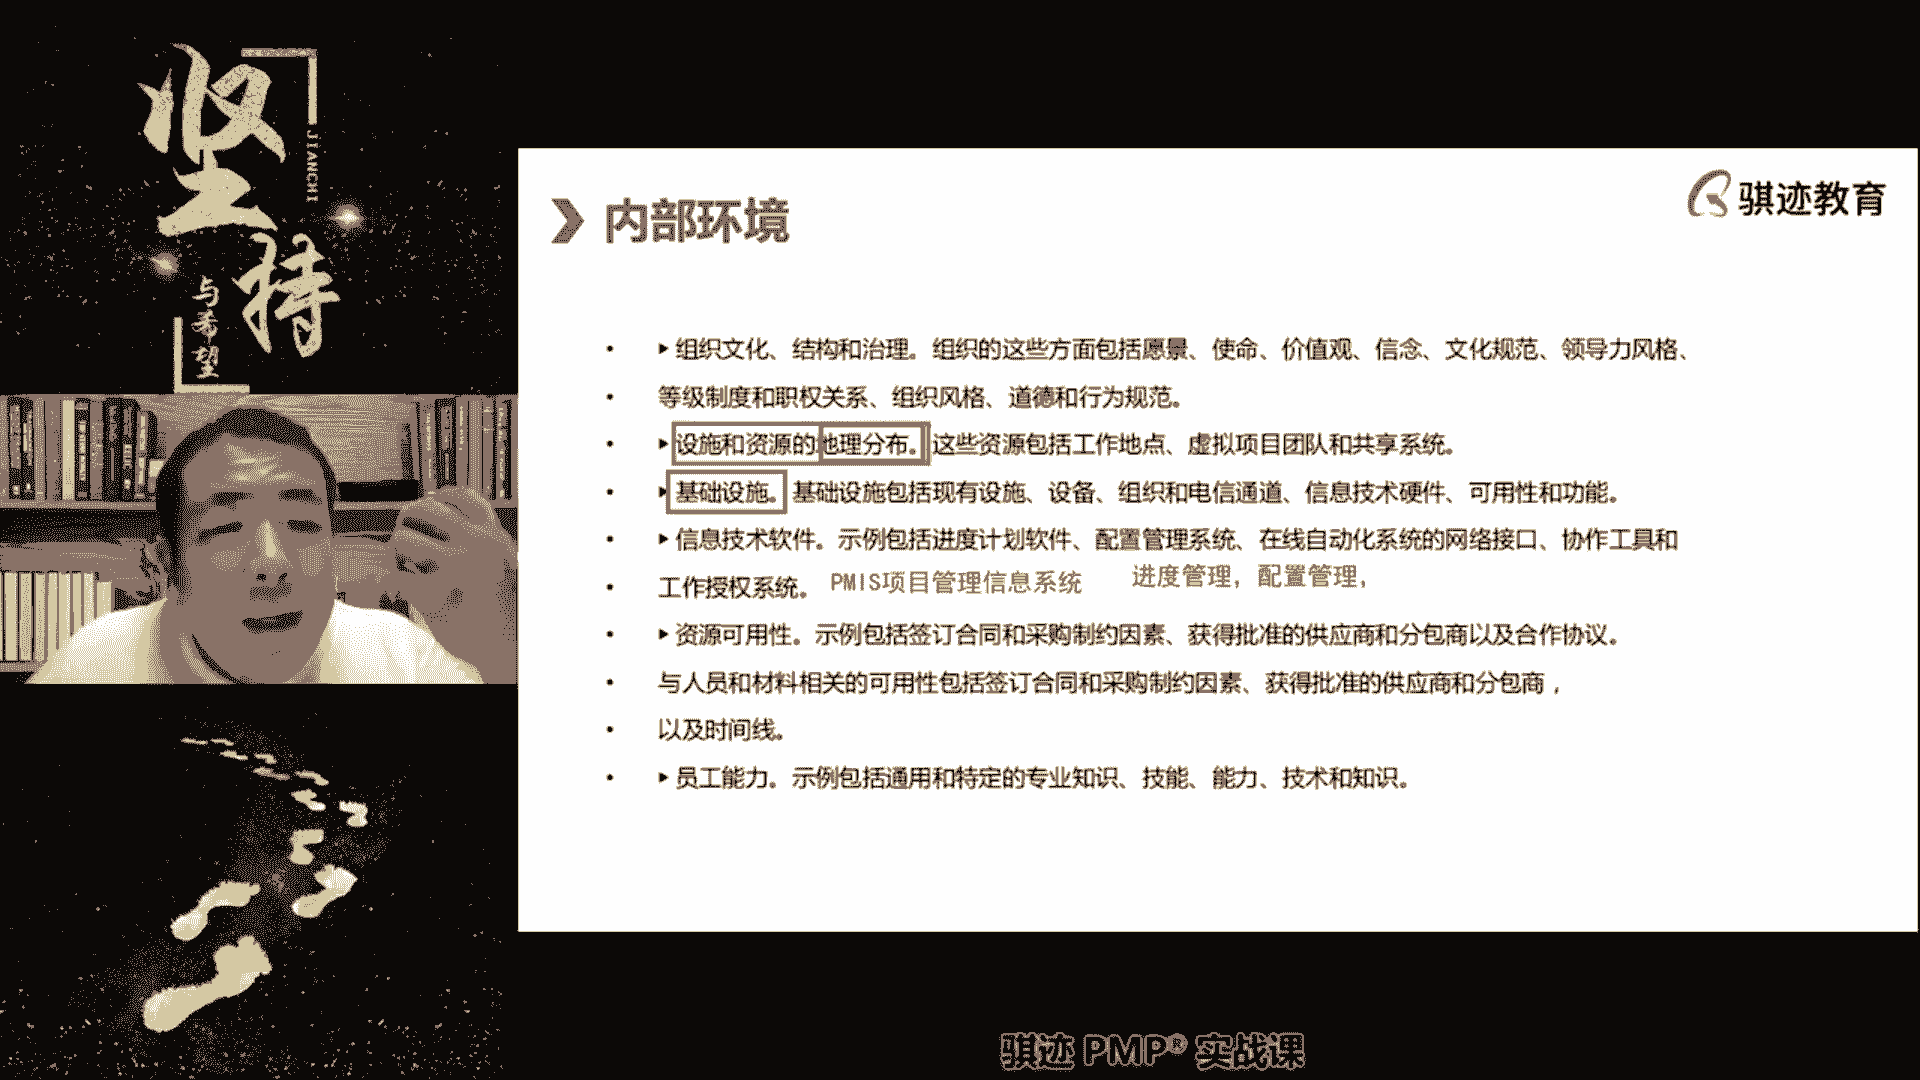 坚持
JIANCHI
与希望
骐迹教育
内部环境
• ▸组织文化、结构和治理。组织的这些方面包括愿景、使命、价值观、信念、文化规范、领导力风格、
• 等级制度和职权关系、组织风格、道德和行为规范。
• ▸设施和资源的地理分布。这些资源包括工作地点、虚拟项目团队和共享系统。
• ▸基础设施。基础设施包括现有设施、设备、组织和电信通道、信息技术硬件、可用性和功能。
• ▸信息技术软件。示例包括进度计划软件、配置管理系统、在线自动化系统的网络接口、协作工具和
• 工作授权系统。 PMIS项目管理信息系统 进度管理，配置管理，
• ▸资源可用性。示例包括签订合同和采购制约因素、获得批准的供应商和分包商以及合作协议。
• 与人员和材料相关的可用性包括签订合同和采购制约因素、获得批准的供应商和分包商，
• 以及时间线。
• ▸员工能力。示例包括通用和特定的专业知识、技能、能力、技术和知识。
骐迹 PMP® 实战课